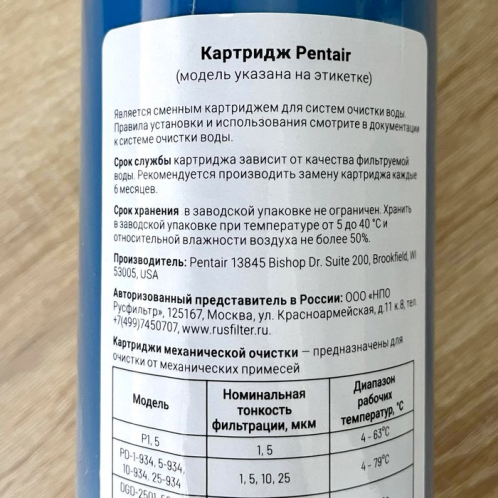 Картридж Pentair
(модель указана на этикетке)
Является сменным картриджем для систем очистки воды.
Правила установки и использования смотрите в документации
к системе очистки воды.
Срок службы картриджа зависит от качества фильтруемой
воды. Рекомендуется производить замену картриджа каждые
6 месяцев.
Срок хранения в заводской упаковке не ограничен. Хранить
в заводской упаковке при температуре от 5 до 40 °С и
относительной влажности воздуха не более 50%.
Производитель: Pentair 13845 Bishop Dr. Suite 200, Brookfield, WI
53005, USA
Авторизованный представитель в России: ООО «НПО
Русфильтр», 125167, Москва, ул. Красноармейская, д.11 к.8, тел.
+7(499)7450707, www.rusfilter.ru.
Картриджи механической очистки — предназначены для
очистки от механических примесей
Модель
Номинальная
тонкость
фильтрации, мкм
Диапазон
рабочих
температур, °С
P1, 5
1, 5
4 - 63°С
PD-1-934, 5-934,
10-934, 25-934
1, 5, 10, 25
4 - 79°С